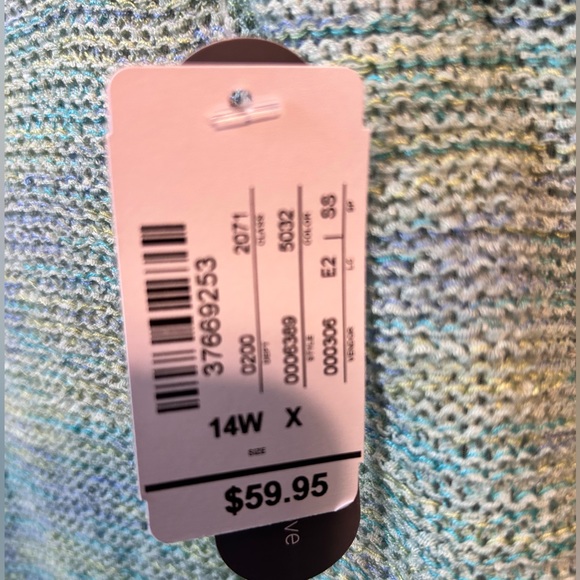 37669253
0200 2071
DEPT CLASS
0006389 5032
STYLE COLOR
000306 E2 SS
VENDOR LC SP
14W X
SIZE
$59.95
ve